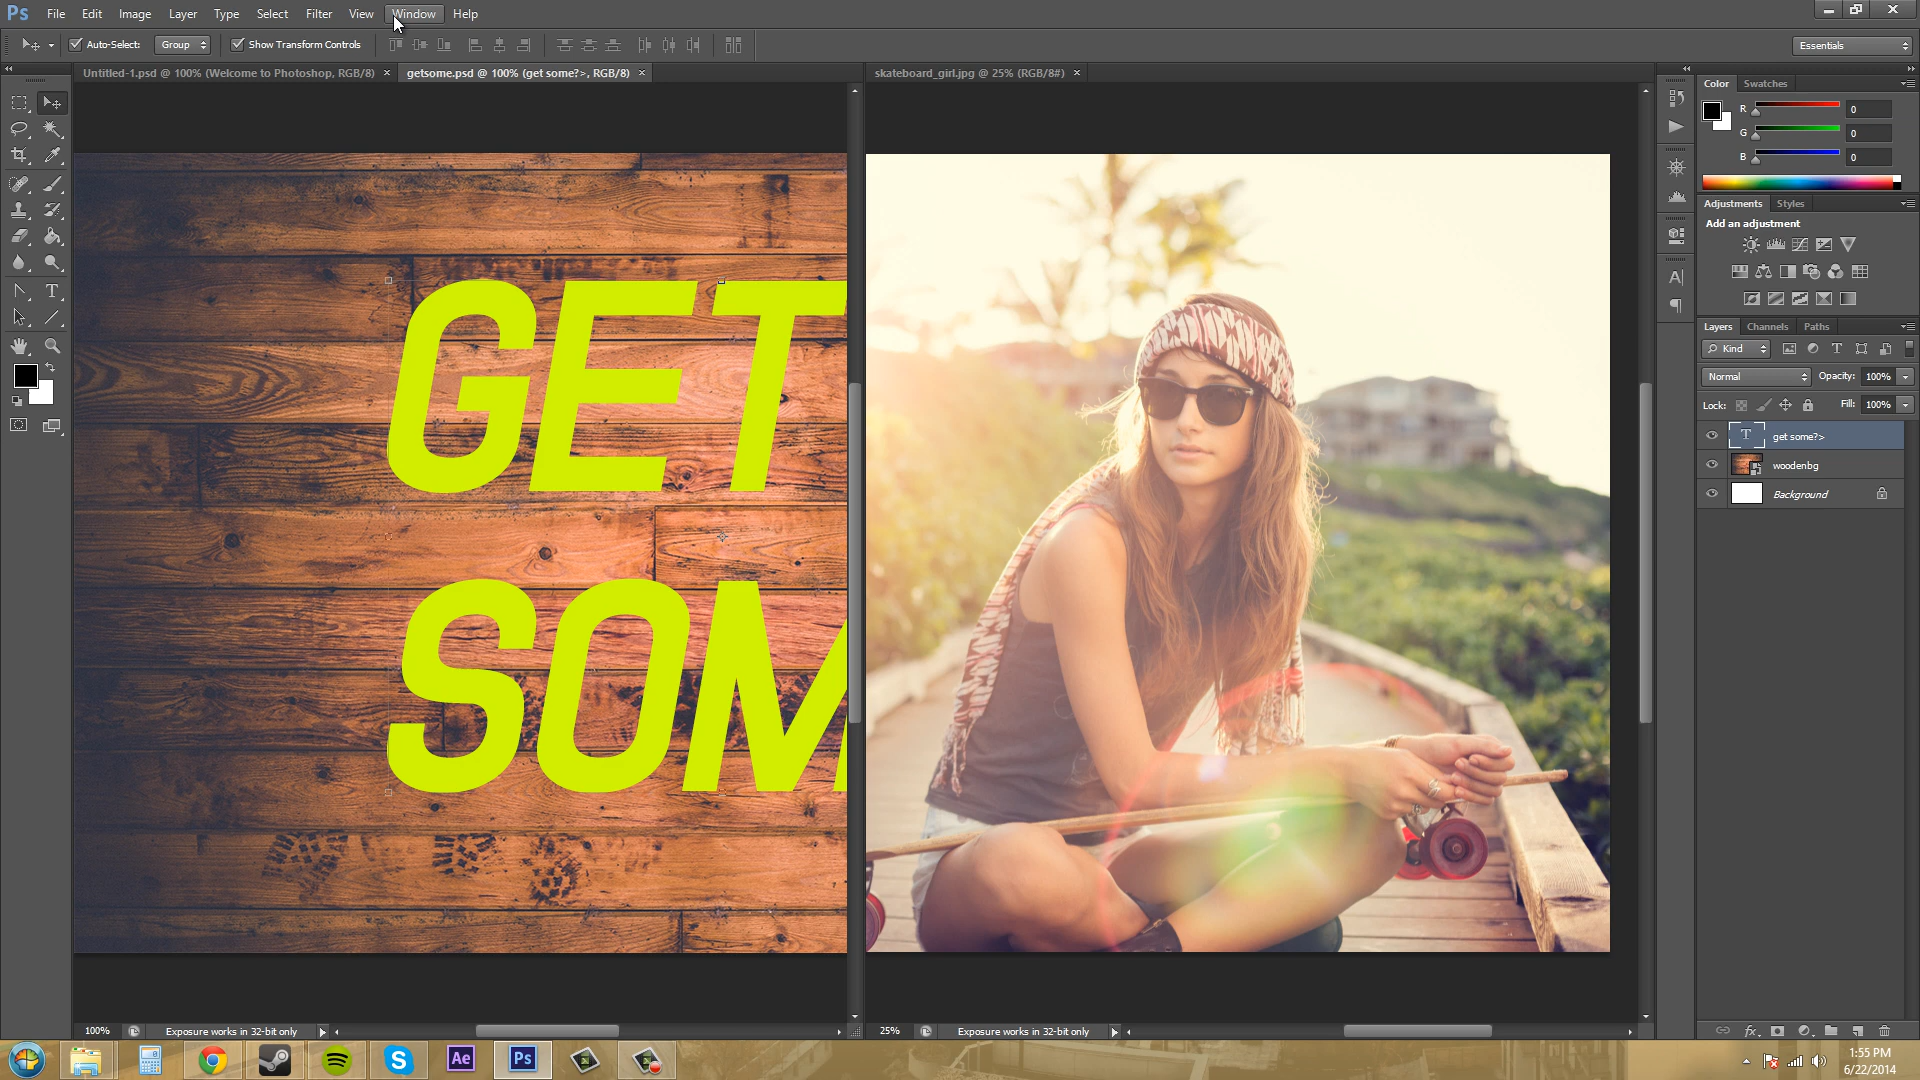 Ps File Edit Image Layer Type Select Filter View Window Help
Auto-Select: Group Show Transform Controls Essentials
Untitled-1.psd @ 100% (Welcome to Photoshop, RGB/8) × getsome.psd @ 100% (get some?>, RGB/8) × skateboard_girl.jpg @ 25% (RGB/8#) ×
Color Swatches
R 0
G 0
B 0
Adjustments Styles
Add an adjustment
Layers Channels Paths
Kind
Normal Opacity: 100%
Lock: Fill: 100%
get some?>
woodenbg
Background
GET
SOM
100% Exposure works in 32-bit only 25% Exposure works in 32-bit only
Ae Ps
1:55 PM
6/22/2014